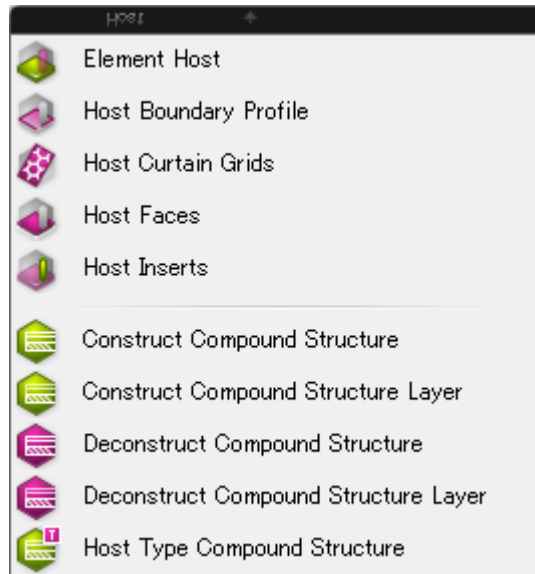 Host
Element Host
Host Boundary Profile
Host Curtain Grids
Host Faces
Host Inserts
Construct Compound Structure
Construct Compound Structure Layer
Deconstruct Compound Structure
Deconstruct Compound Structure Layer
T
Host Type Compound Structure